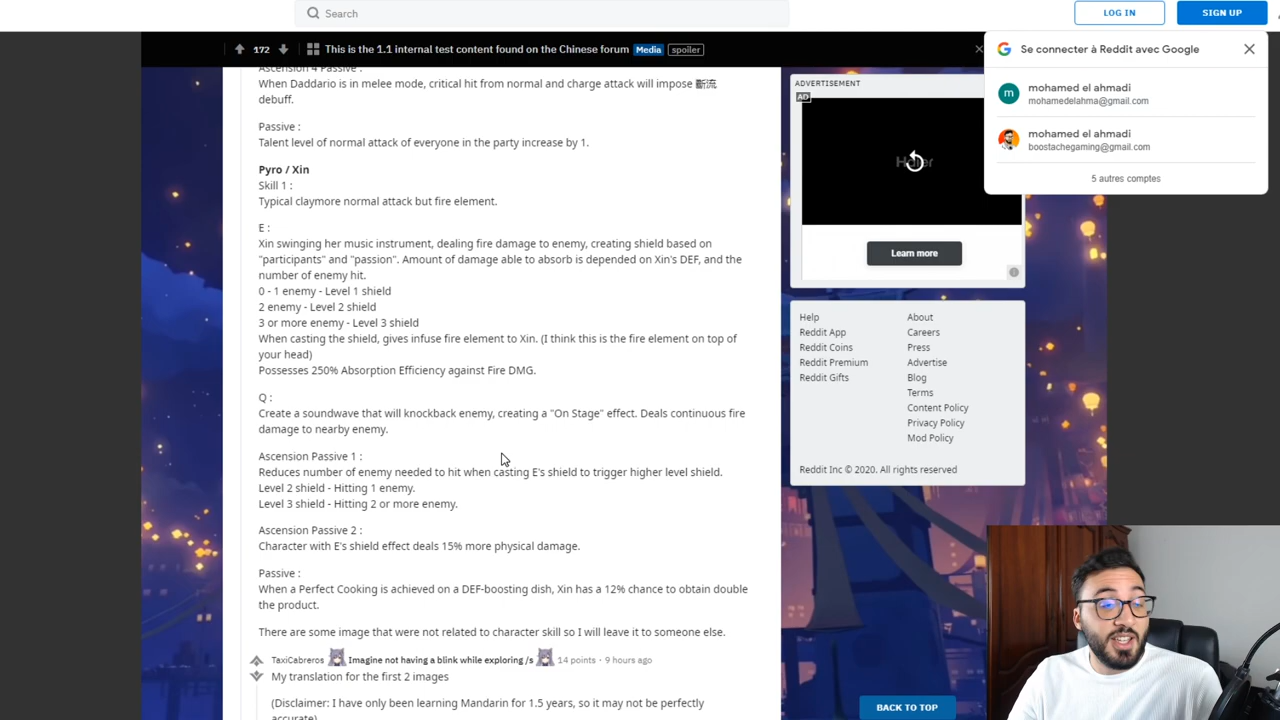 Search
LOG IN
SIGN UP
172
This is the 1.1 internal test content found on the Chinese forum Media spoiler
Se connecter à Reddit avec Google
m
mohamed el ahmadi
mohamedelahma@gmail.com
mohamed el ahmadi
boostachegaming@gmail.com
5 autres comptes
Ascension 4 Passive :
When Daddario is in melee mode, critical hit from normal and charge attack will impose 斷流
debuff.
Passive :
Talent level of normal attack of everyone in the party increase by 1.
Pyro / Xin
Skill 1 :
Typical claymore normal attack but fire element.
E :
Xin swinging her music instrument, dealing fire damage to enemy, creating shield based on
"participants" and "passion". Amount of damage able to absorb is depended on Xin's DEF, and the
number of enemy hit.
0 - 1 enemy - Level 1 shield
2 enemy - Level 2 shield
3 or more enemy - Level 3 shield
When casting the shield, gives infuse fire element to Xin. (I think this is the fire element on top of
your head)
Possesses 250% Absorption Efficiency against Fire DMG.
Q :
Create a soundwave that will knockback enemy, creating a "On Stage" effect. Deals continuous fire
damage to nearby enemy.
Ascension Passive 1 :
Reduces number of enemy needed to hit when casting E's shield to trigger higher level shield.
Level 2 shield - Hitting 1 enemy.
Level 3 shield - Hitting 2 or more enemy.
Ascension Passive 2 :
Character with E's shield effect deals 15% more physical damage.
Passive :
When a Perfect Cooking is achieved on a DEF-boosting dish, Xin has a 12% chance to obtain double
the product.
There are some image that were not related to character skill so I will leave it to someone else.
TaxiCabreros Imagine not having a blink while exploring /s 14 points · 9 hours ago
My translation for the first 2 images
(Disclaimer: I have only been learning Mandarin for 1.5 years, so it may not be perfectly
accurate)
ADVERTISEMENT
AD
Haier
Learn more
Help
About
Reddit App
Careers
Reddit Coins
Press
Reddit Premium
Advertise
Reddit Gifts
Blog
Terms
Content Policy
Privacy Policy
Mod Policy
Reddit Inc © 2020. All rights reserved
BACK TO TOP